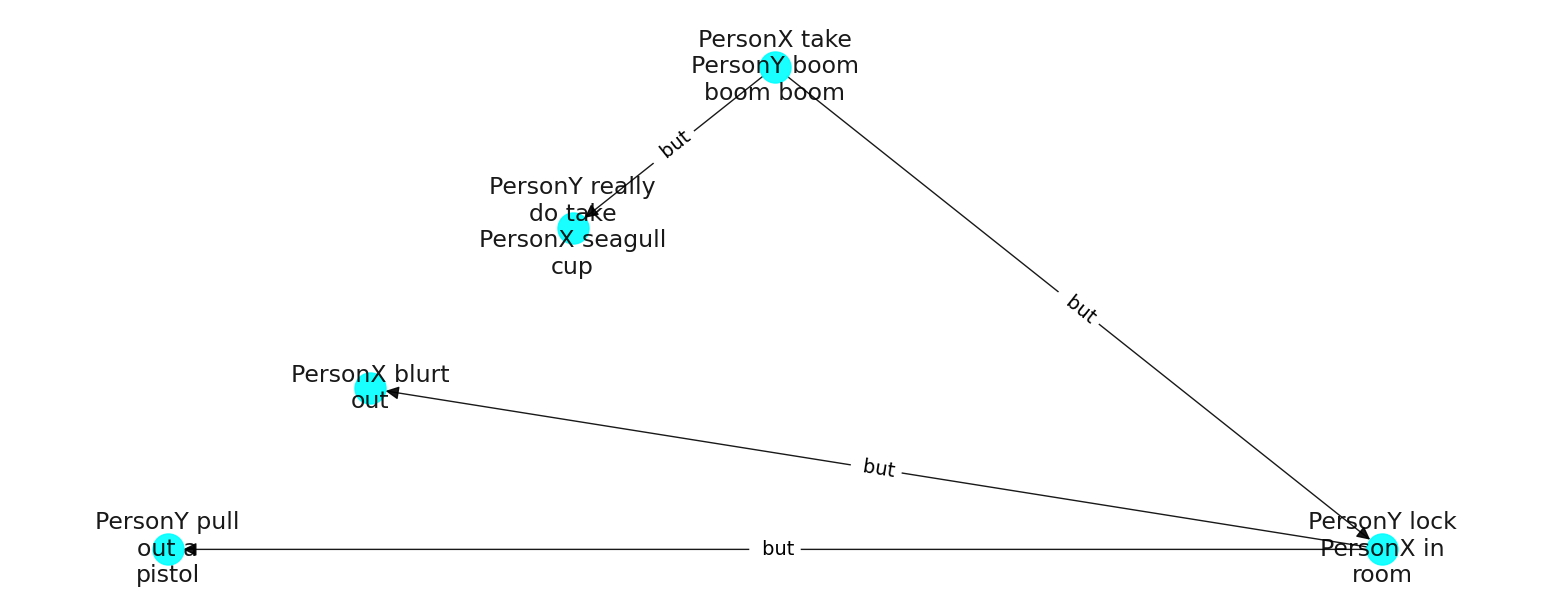 PersonX take
PersonY boom
boom boom
but
PersonY really
do take
PersonX seagull
cup
but
PersonX blurt
out
but
PersonY pull
out a
pistol
but
PersonY lock
PersonX in
room